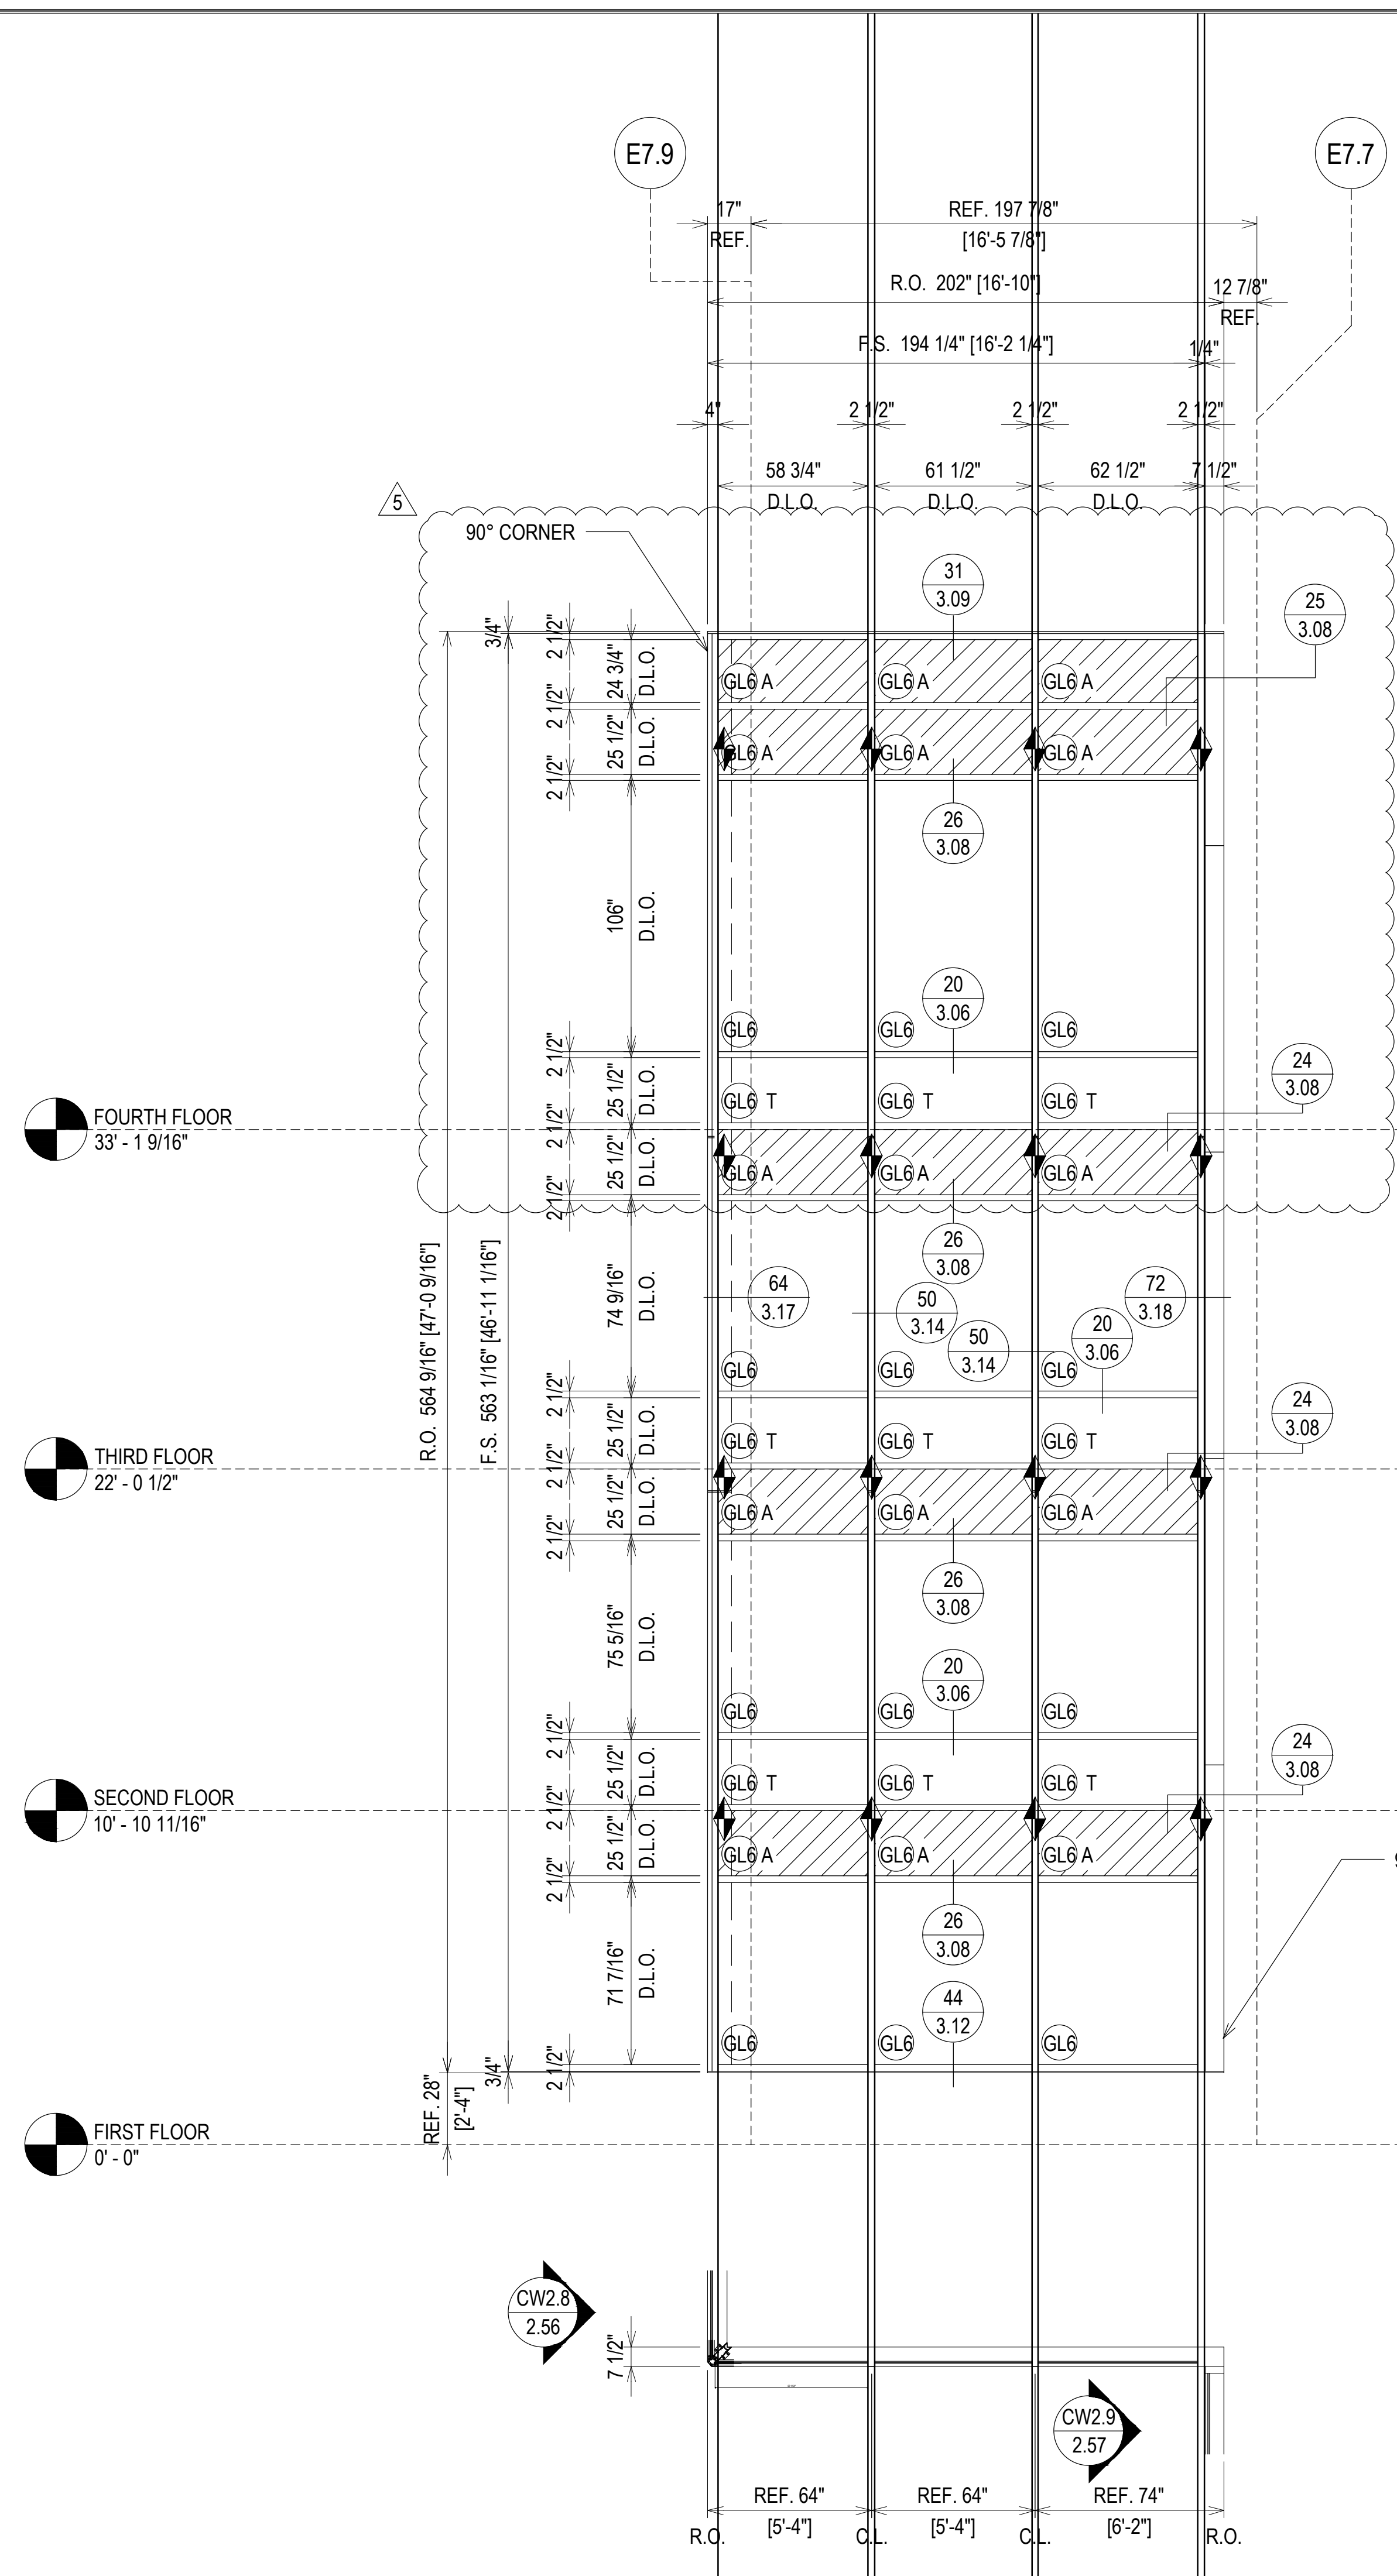 E7.9
E7.7
17"
REF.
REF. 197 7/8"
[16'-5 7/8"]
R.O. 202" [16'-10"]
12 7/8"
REF.
F.S. 194 1/4" [16'-2 1/4"]
1/4"
4"
2 1/2"
2 1/2"
2 1/2"
58 3/4"
D.L.O.
61 1/2"
D.L.O.
62 1/2"
D.L.O.
7 1/2"
5
90° CORNER
31
3.09
25
3.08
3/4"
2 1/2"
24 3/4"
D.L.O.
GL6 A
GL6 A
GL6 A
2 1/2"
25 1/2"
D.L.O.
GL6 A
GL6 A
GL6 A
2 1/2"
26
3.08
106"
D.L.O.
20
3.06
GL6
GL6
GL6
2 1/2"
24
3.08
25 1/2"
D.L.O.
GL6 T
GL6 T
GL6 T
FOURTH FLOOR
33' - 1 9/16"
2 1/2"
25 1/2"
D.L.O.
GL6 A
GL6 A
GL6 A
2 1/2"
26
3.08
R.O. 564 9/16" [47'-0 9/16"]
F.S. 563 1/16" [46'-11 1/16"]
74 9/16"
D.L.O.
64
3.17
50
3.14
72
3.18
50
3.14
20
3.06
GL6
GL6
GL6
2 1/2"
24
3.08
25 1/2"
D.L.O.
GL6 T
GL6 T
GL6 T
THIRD FLOOR
22' - 0 1/2"
2 1/2"
25 1/2"
D.L.O.
GL6 A
GL6 A
GL6 A
2 1/2"
26
3.08
75 5/16"
D.L.O.
20
3.06
GL6
GL6
GL6
2 1/2"
24
3.08
25 1/2"
D.L.O.
GL6 T
GL6 T
GL6 T
SECOND FLOOR
10' - 10 11/16"
2 1/2"
25 1/2"
D.L.O.
GL6 A
GL6 A
GL6 A
2 1/2"
26
3.08
71 7/16"
D.L.O.
44
3.12
GL6
GL6
GL6
2 1/2"
3/4"
REF. 28"
[2'-4"]
FIRST FLOOR
0' - 0"
CW2.8
2.56
7 1/2"
CW2.9
2.57
REF. 64"
[5'-4"]
REF. 64"
[5'-4"]
REF. 74"
[6'-2"]
R.O.
C.L.
C.L.
R.O.